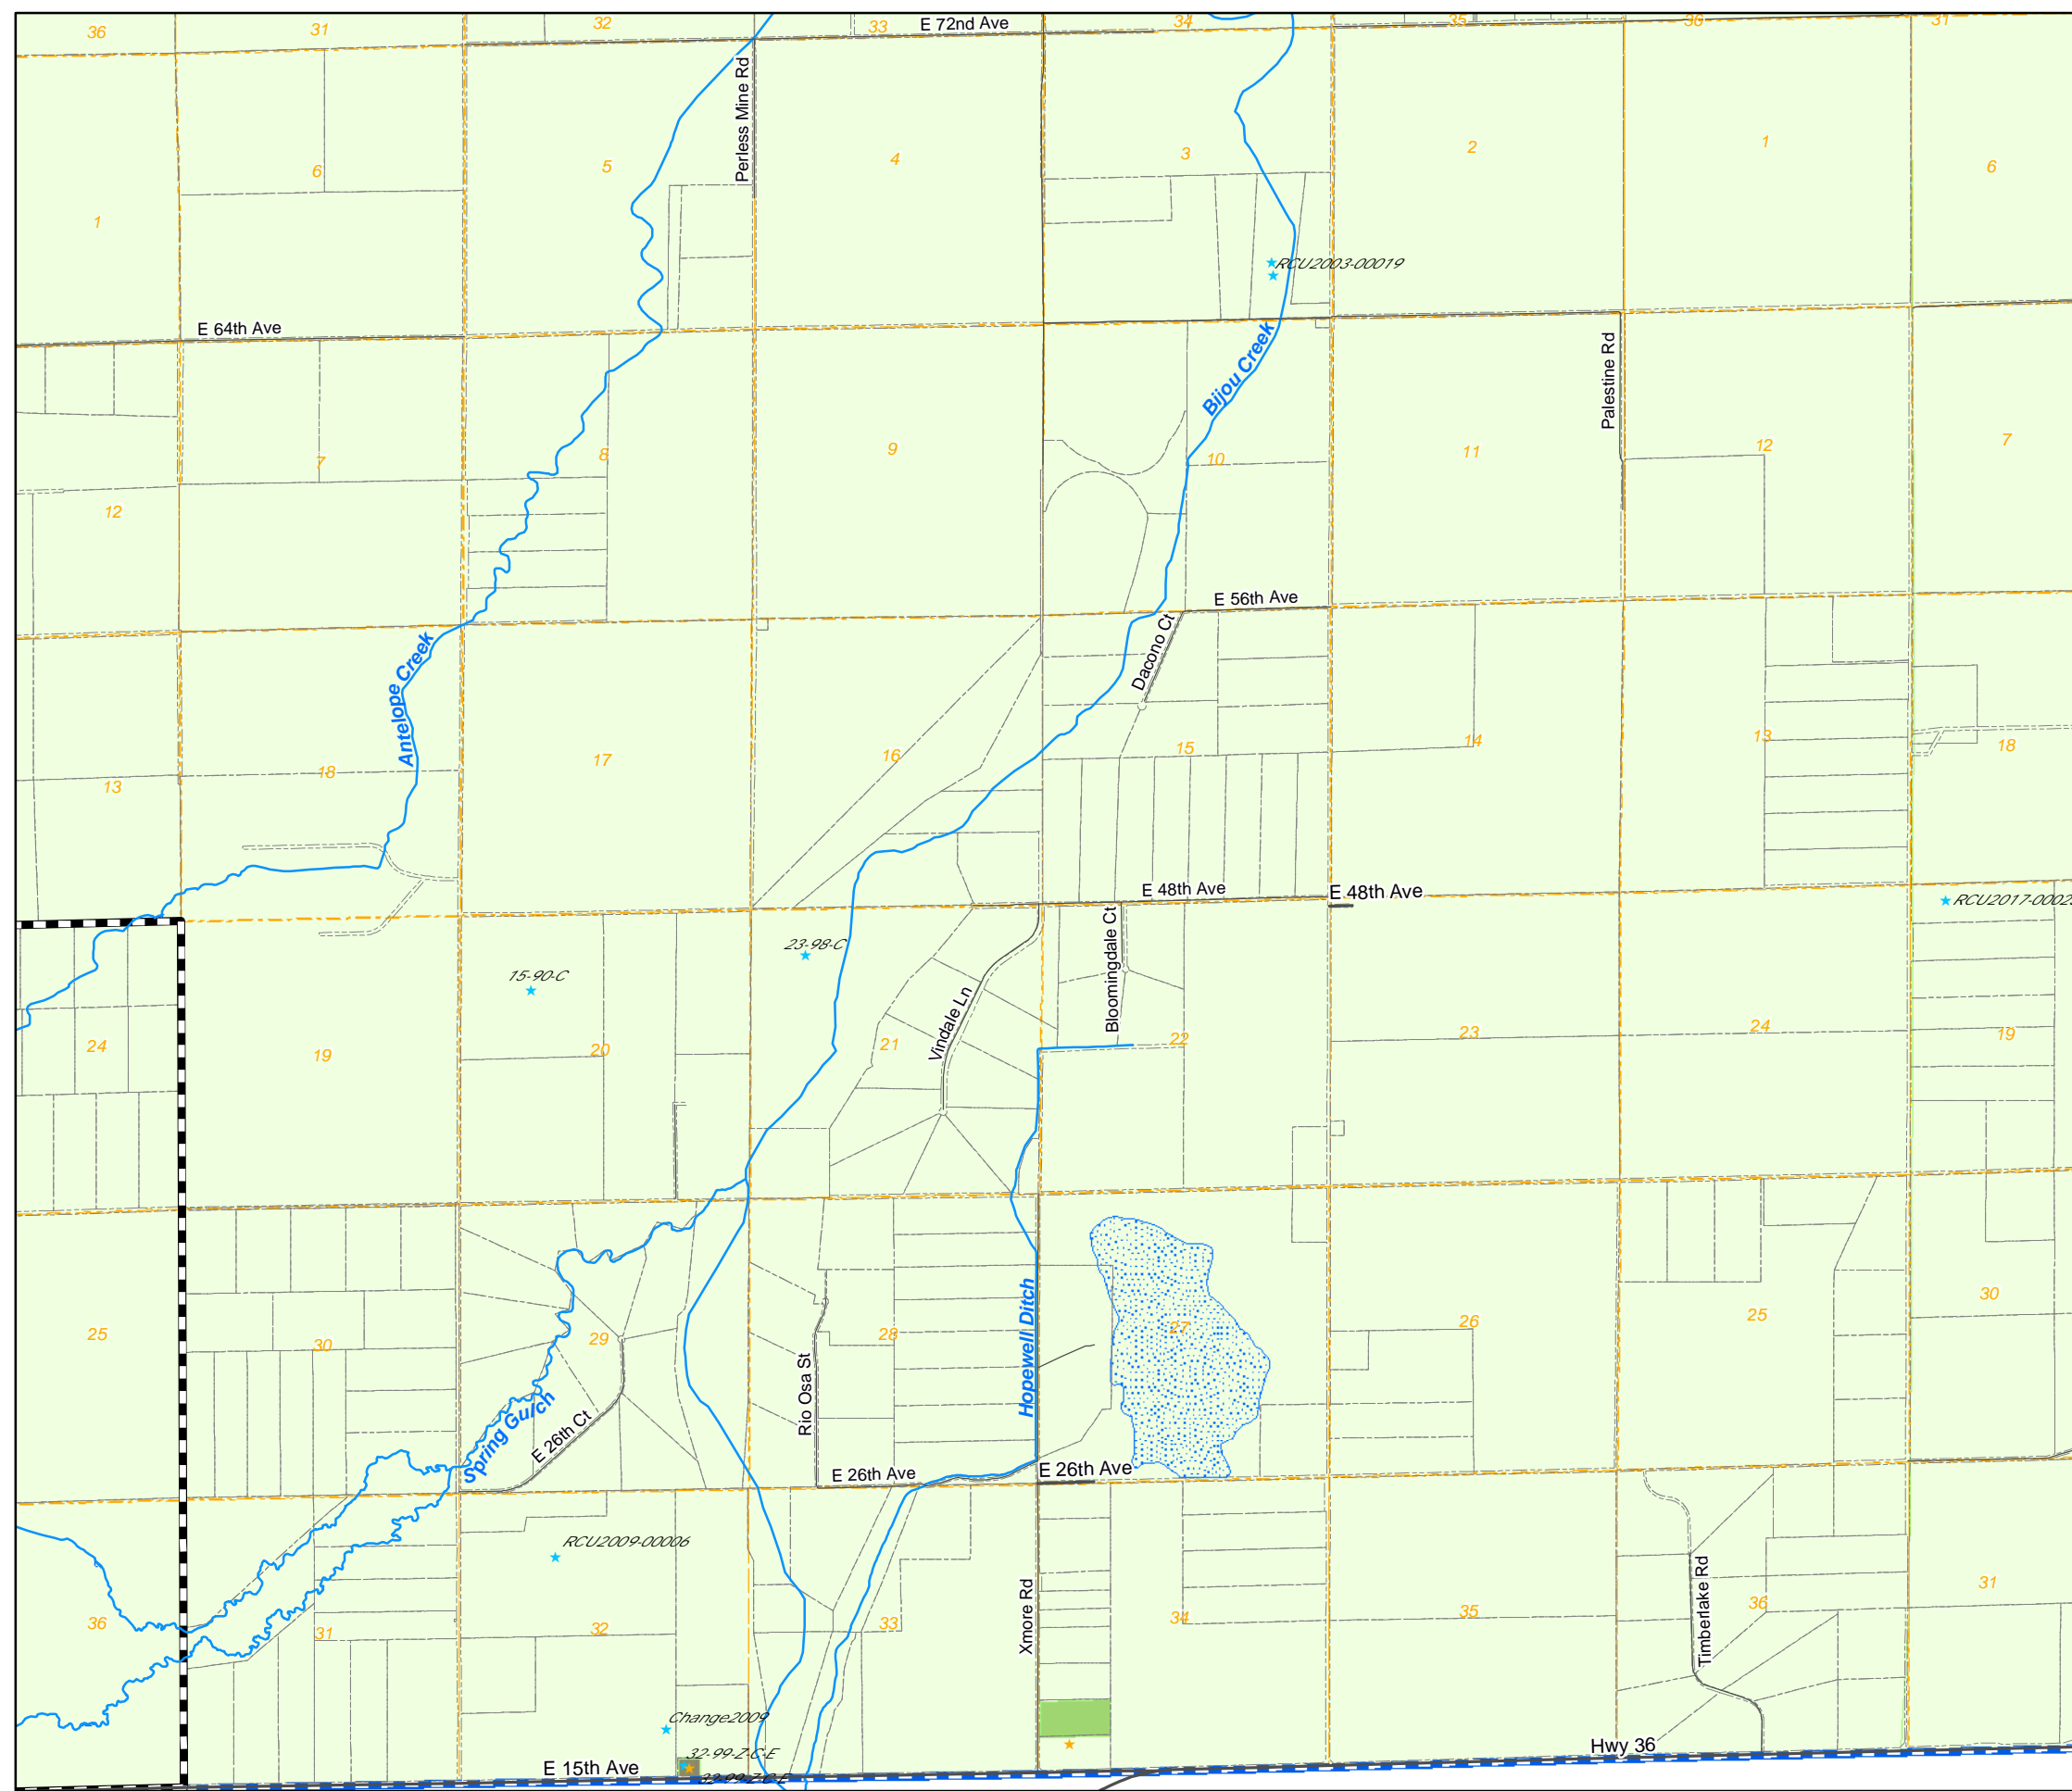 36
31
32
33
E 72nd Ave
34
35
36
31
Perless Mine Rd
6
5
4
3
2
1
6
1
RCU2003-00019
E 64th Ave
Bijou Creek
Palestine Rd
7
8
9
10
11
12
7
12
E 56th Ave
Dacono Ct
Antelope Creek
13
18
17
16
15
14
13
18
E 48th Ave
E 48th Ave
RCU2017-0002
23-98-C
15-90-C
Vindale Ln
Bloomingdale Ct
24
19
20
21
22
23
24
19
25
30
29
28
Hopewell Ditch
27
26
25
30
Rio Osa St
Spring Gulch
E 26th Ct
E 26th Ave
E 26th Ave
RCU2009-00006
Xmore Rd
Timberlake Rd
36
31
32
33
34
35
36
31
Change2009
32-99-Z-C-E
32-99-Z-C-E
E 15th Ave
Hwy 36